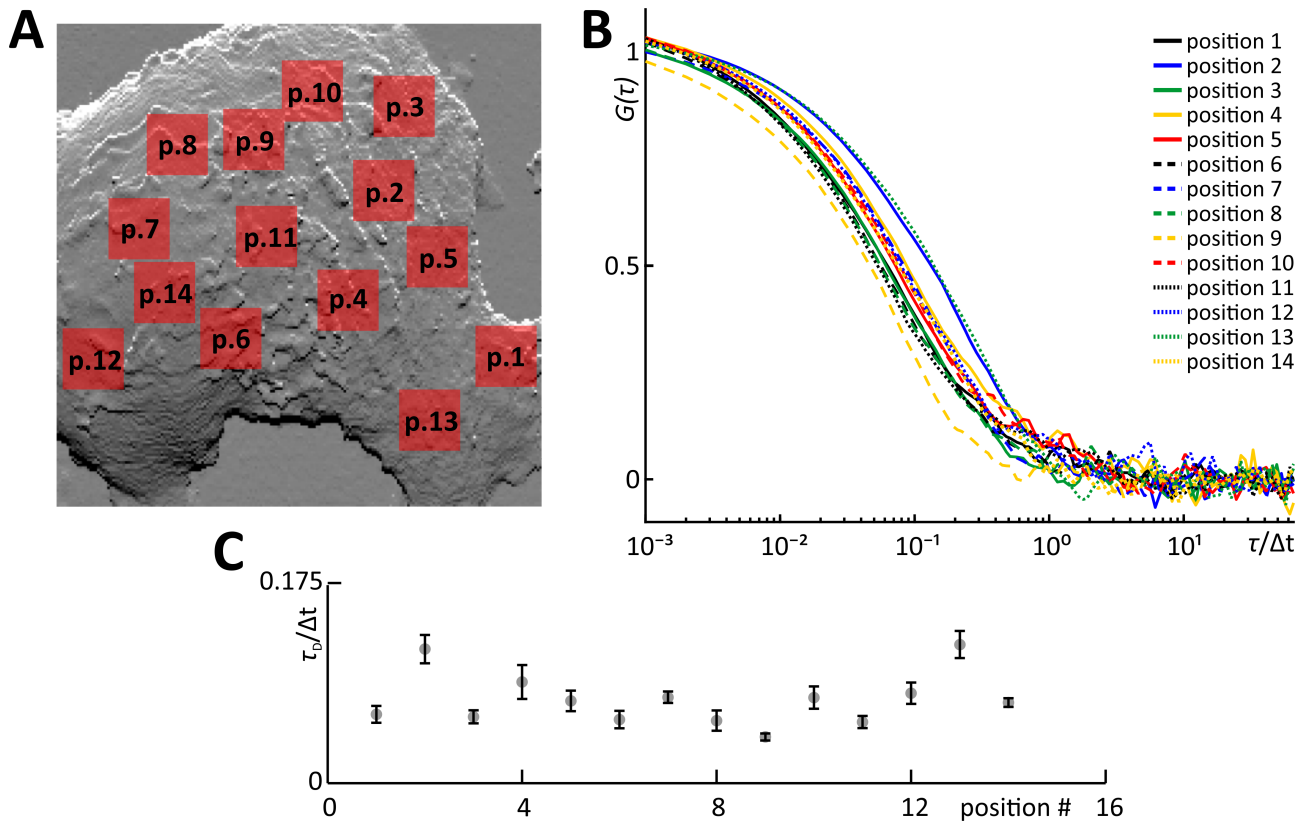 A
p.10
p.3
p.8
p.9
p.2
p.7
p.11
p.5
p.14
p.4
p.6
p.12
p.1
p.13
B
G(τ)
1
0.5
0
10⁻³ 10⁻² 10⁻¹ 10⁰ 10¹ τ/Δt
position 1
position 2
position 3
position 4
position 5
position 6
position 7
position 8
position 9
position 10
position 11
position 12
position 13
position 14
C
0.175
τD/Δt
0
0 4 8 12 position # 16